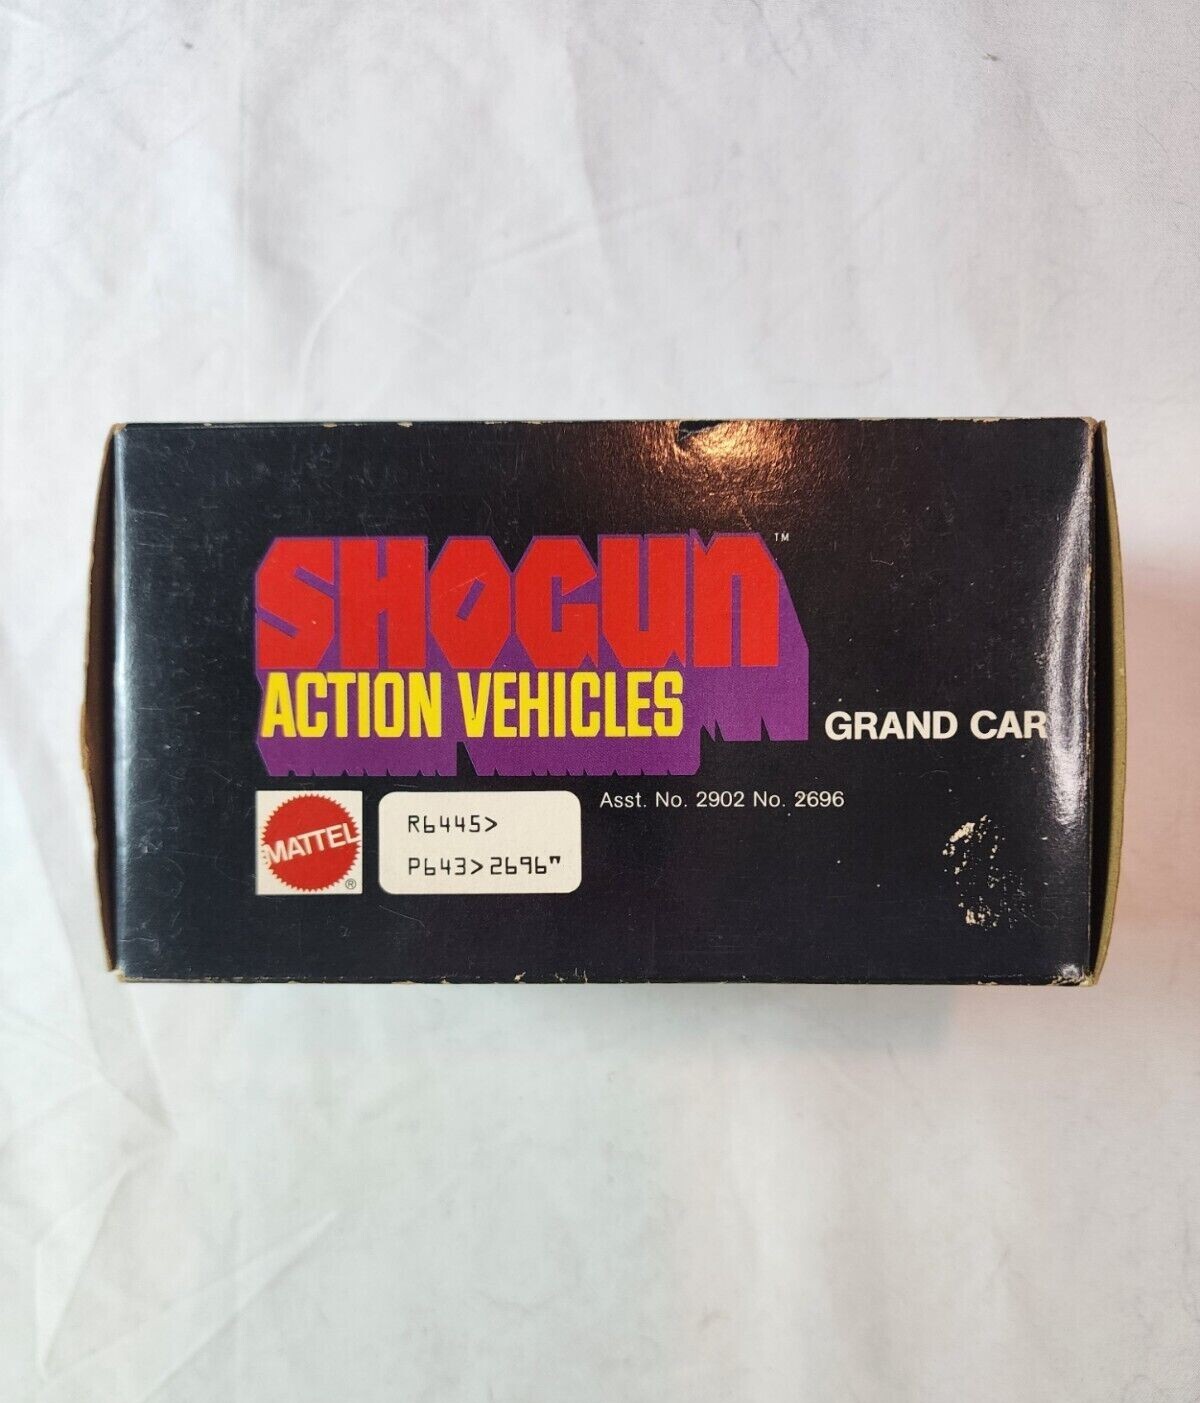 SHOGUN™
ACTION VEHICLES
GRAND CAR
Asst. No. 2902 No. 2696
MATTEL®
R6445>
P643>2696"